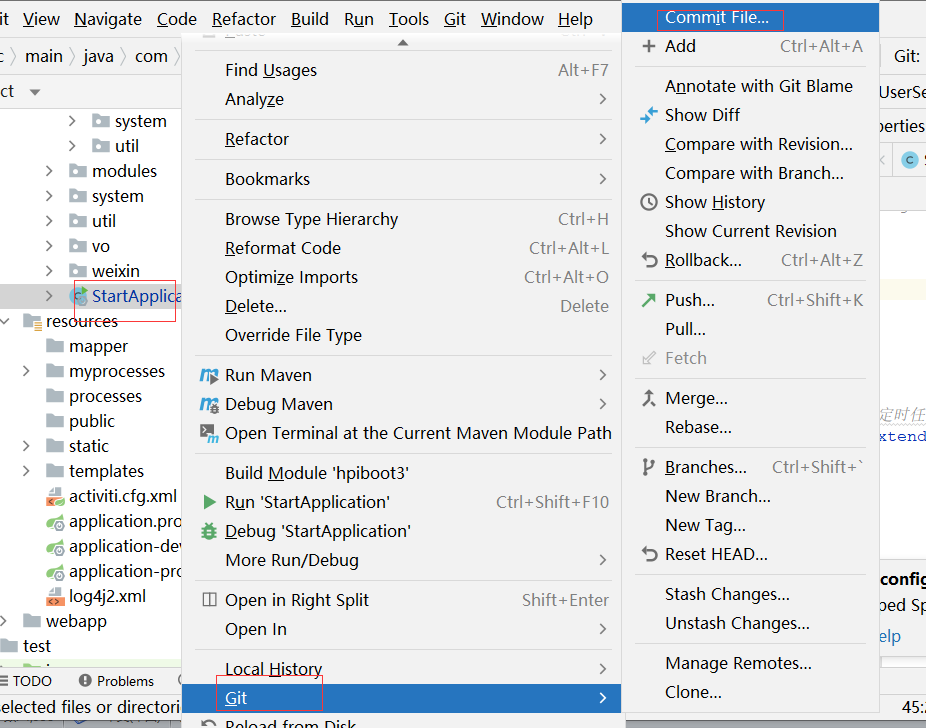 it View Navigate Code Refactor Build Run Tools Git Window Help
main java com
Git:
ct
system
util
modules
system
util
vo
weixin
StartApplica
resources
mapper
myprocesses
processes
public
static
templates
activiti.cfg.xml
application.pro
application-dev
application-pro
log4j2.xml
webapp
test
TODO Problems
selected files or directori
Find Usages Alt+F7
Analyze
Refactor
Bookmarks
Browse Type Hierarchy Ctrl+H
Reformat Code Ctrl+Alt+L
Optimize Imports Ctrl+Alt+O
Delete... Delete
Override File Type
Run Maven
Debug Maven
Open Terminal at the Current Maven Module Path
Build Module 'hpiboot3'
Run 'StartApplication' Ctrl+Shift+F10
Debug 'StartApplication'
More Run/Debug
Open in Right Split Shift+Enter
Open In
Local History
Git
Reload from Disk
Commit File...
Add Ctrl+Alt+A
Annotate with Git Blame
Show Diff
Compare with Revision...
Compare with Branch...
Show History
Show Current Revision
Rollback... Ctrl+Alt+Z
Push... Ctrl+Shift+K
Pull...
Fetch
Merge...
Rebase...
Branches... Ctrl+Shift+`
New Branch...
New Tag...
Reset HEAD...
Stash Changes...
Unstash Changes...
Manage Remotes...
Clone...
UserSe
perties
C
定时任
xtend
config
ped Sp
elp
45: